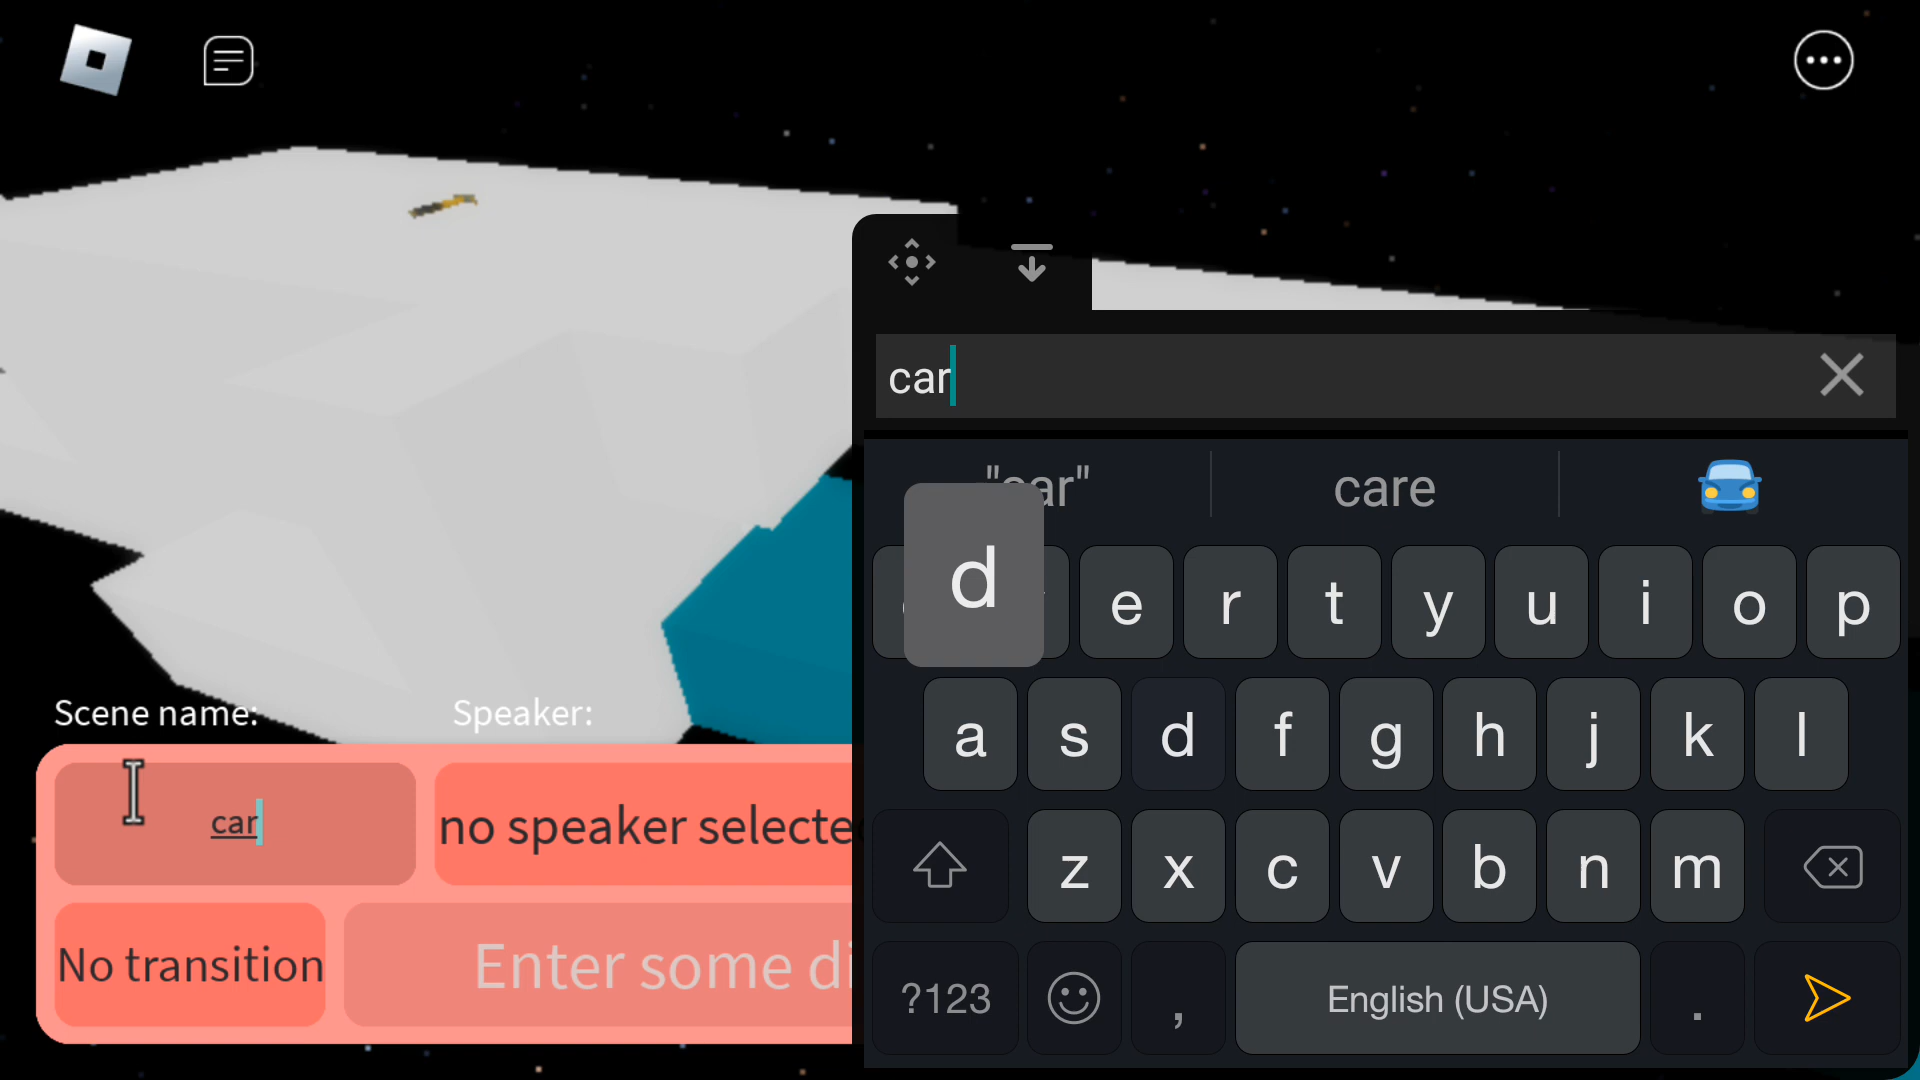 car
"car" care
d
e r t y u i o p
a s d f g h j k l
z x c v b n m
?123 , English (USA) .
Scene name: Speaker:
car no speaker selecte
No transition Enter some di